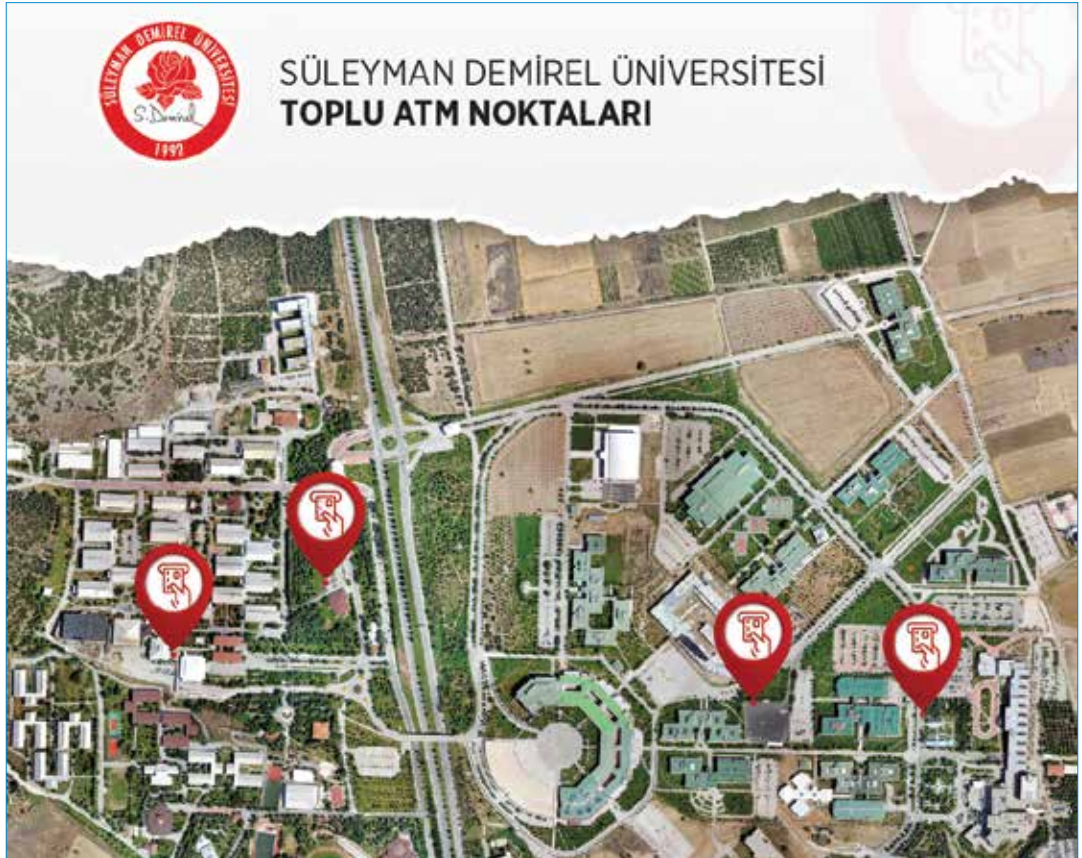 SÜLEYMAN DEMİREL ÜNİVERSİTESİ
S. Demirel
1992
SÜLEYMAN DEMİREL ÜNİVERSİTESİ
TOPLU ATM NOKTALARI